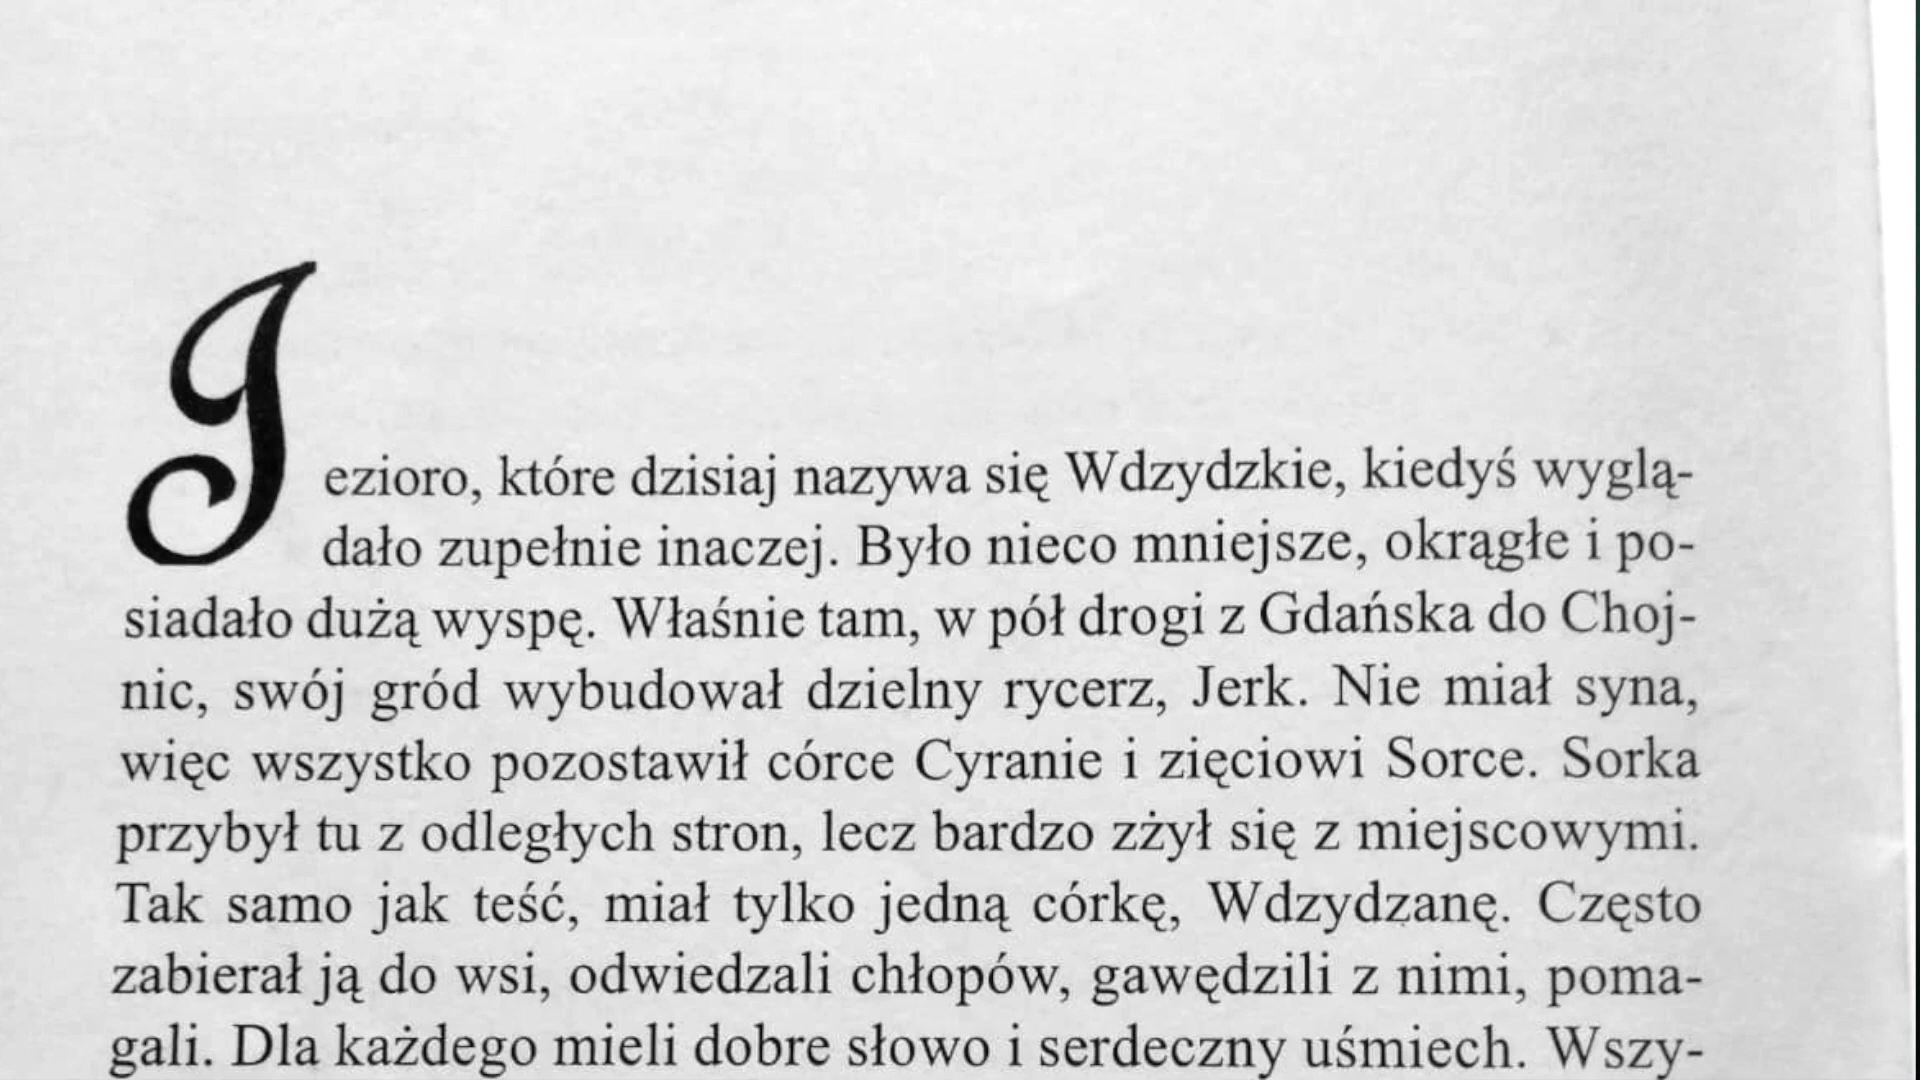 Jezioro, które dzisiaj nazywa się Wdzydzkie, kiedyś wyglą-
dało zupełnie inaczej. Było nieco mniejsze, okrągłe i po-
siadało dużą wyspę. Właśnie tam, w pół drogi z Gdańska do Choj-
nic, swój gród wybudował dzielny rycerz, Jerk. Nie miał syna,
więc wszystko pozostawił córce Cyranie i zięciowi Sorce. Sorka
przybył tu z odległych stron, lecz bardzo zżył się z miejscowymi.
Tak samo jak teść, miał tylko jedną córkę, Wdzydzanę. Często
zabierał ją do wsi, odwiedzali chłopów, gawędzili z nimi, poma-
gali. Dla każdego mieli dobre słowo i serdeczny uśmiech. Wszy-